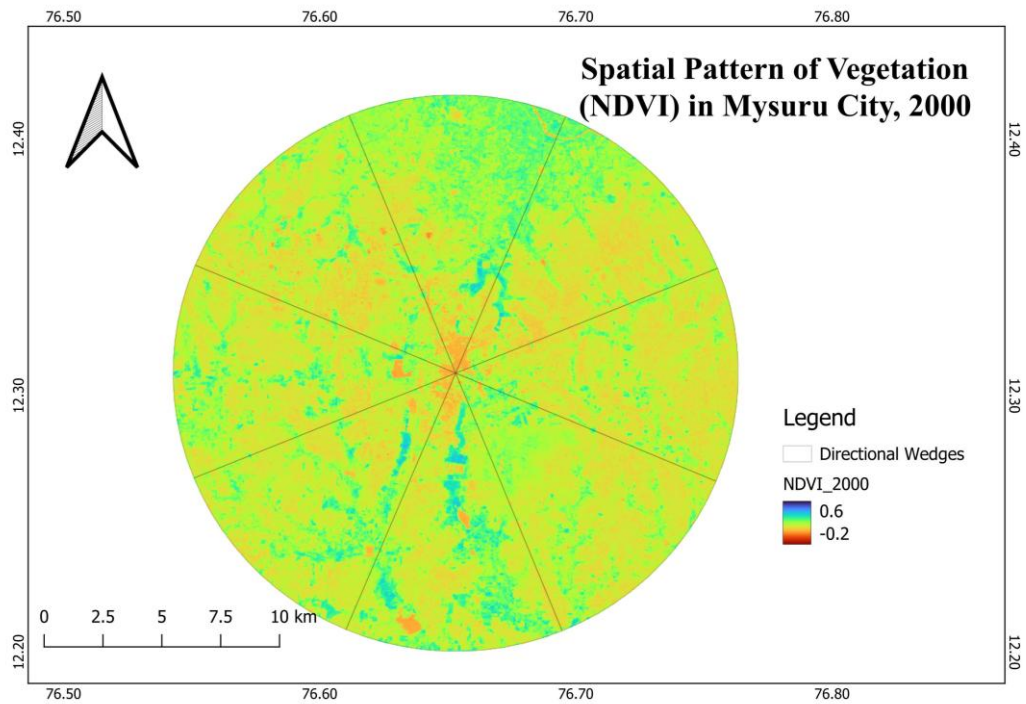 76.50 76.60 76.70 76.80
Spatial Pattern of Vegetation
(NDVI) in Mysuru City, 2000
12.40 12.40
12.30 12.30
Legend
Directional Wedges
NDVI_2000
0.6
-0.2
0 2.5 5 7.5 10 km
12.20 12.20
76.50 76.60 76.70 76.80